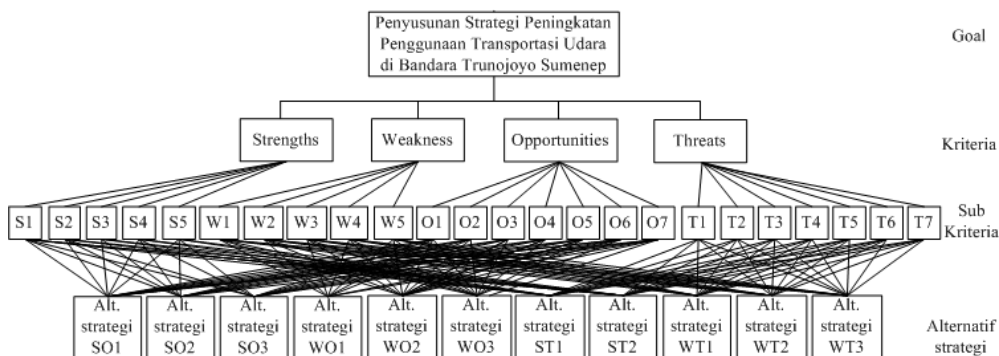 Penyusunan Strategi Peningkatan
Penggunaan Transportasi Udara
di Bandara Trunojoyo Sumenep
Goal
Strengths Weakness Opportunities Threats
Kriteria
S1 S2 S3 S4 S5 W1 W2 W3 W4 W5 O1 O2 O3 O4 O5 O6 O7 T1 T2 T3 T4 T5 T6 T7
Sub
Kriteria
Alt.
strategi
SO1
Alt.
strategi
SO2
Alt.
strategi
SO3
Alt.
strategi
WO1
Alt.
strategi
WO2
Alt.
strategi
WO3
Alt.
strategi
ST1
Alt.
strategi
ST2
Alt.
strategi
WT1
Alt.
strategi
WT2
Alt.
strategi
WT3
Alternatif
strategi